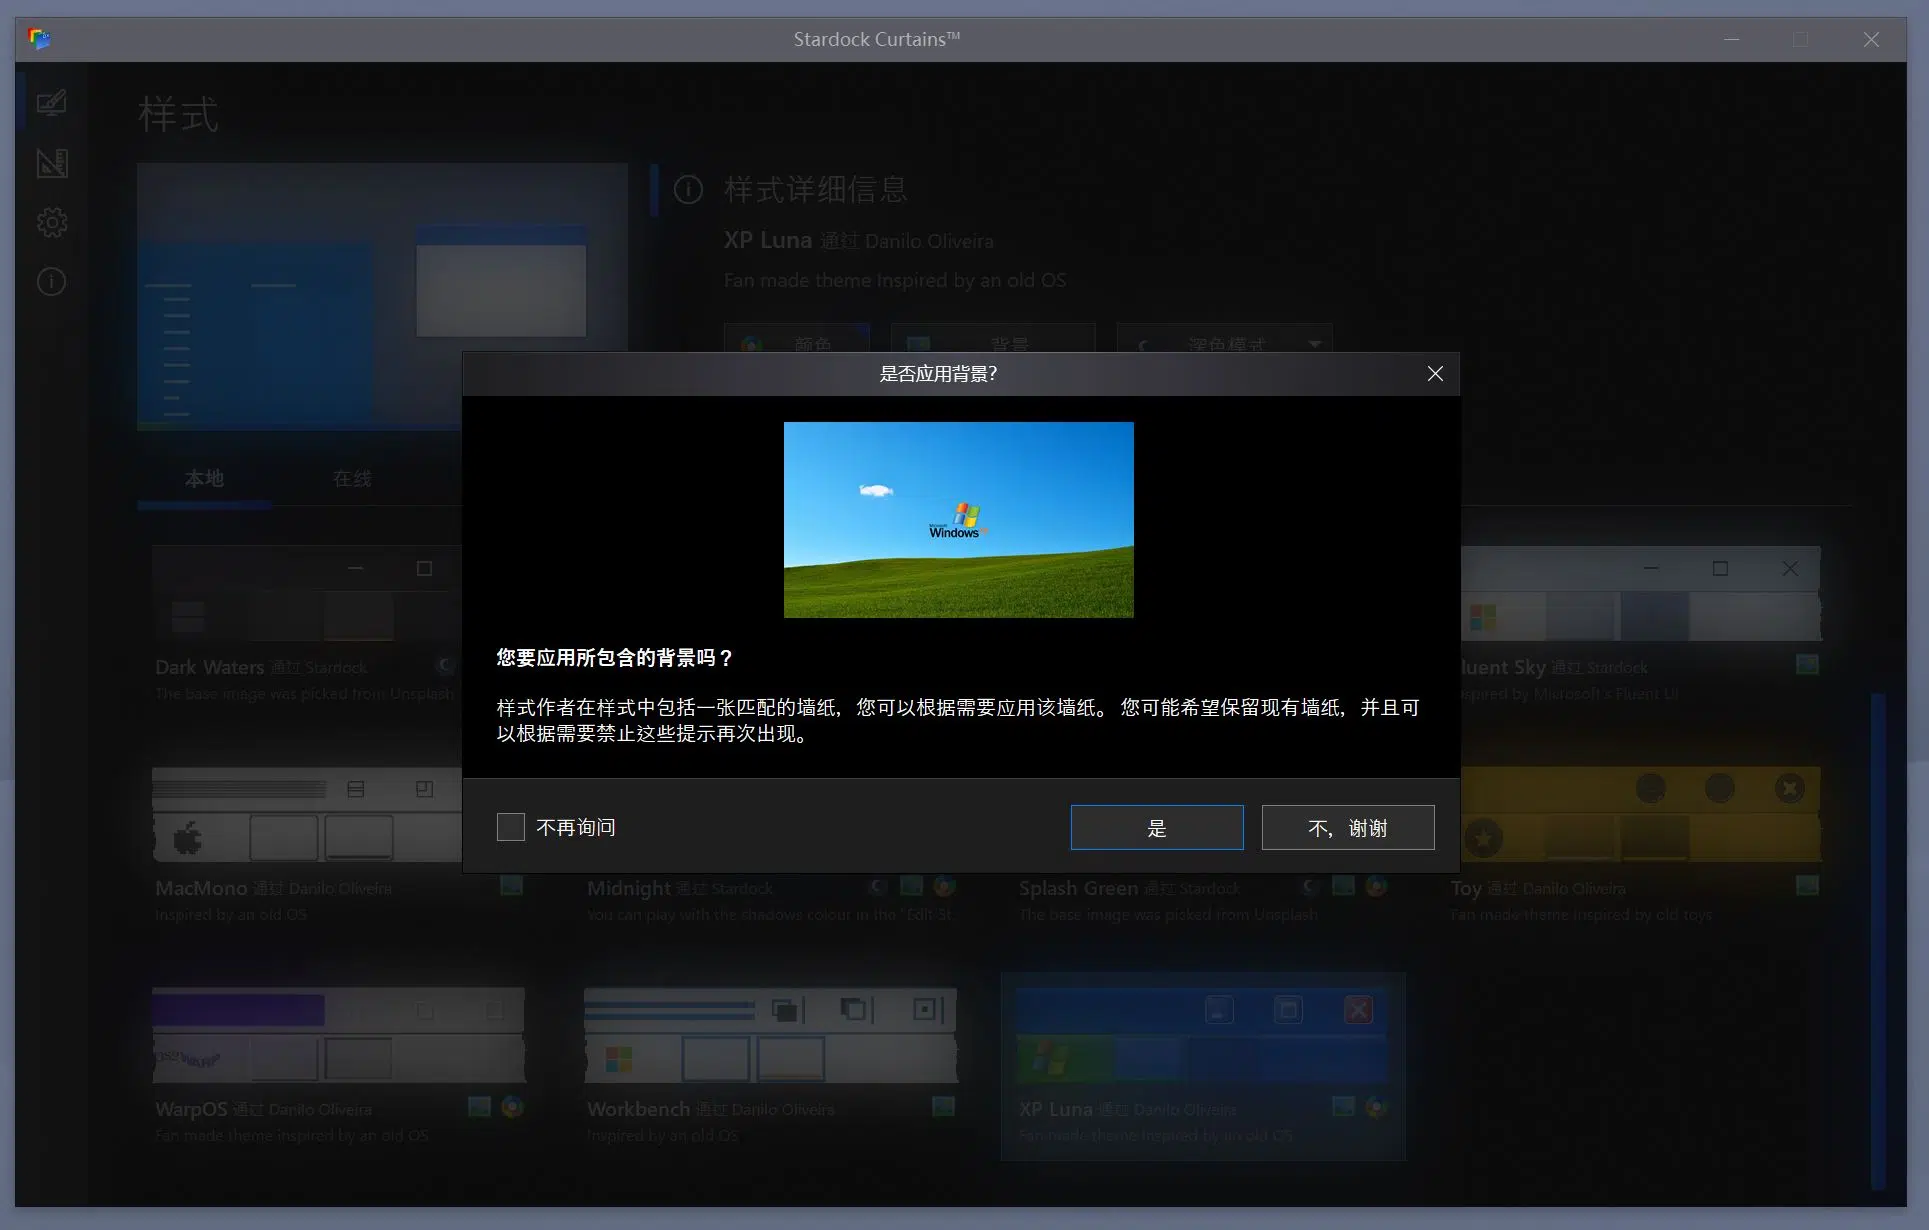 Stardock Curtains™
样式
样式详细信息
XP Luna 通过 Danilo Oliveira
Fan made theme Inspired by an old OS
颜色
背景
深色模式
是否应用背景?
Microsoft
Windows
您要应用所包含的背景吗？
样式作者在样式中包括一张匹配的墙纸，您可以根据需要应用该墙纸。 您可能希望保留现有墙纸，并且可
以根据需要禁止这些提示再次出现。
不再询问
是
不，谢谢
本地
在线
Dark Waters 通过 Stardock
The base image was picked from Unsplash
luent Sky 通过 Stardock
nspired by Microsoft's Fluent UI
MacMono 通过 Danilo Oliveira
Inspired by an old OS
Midnight 通过 Stardock
You can play with the shadows colour in the "Edit St
Splash Green 通过 Stardock
The base image was picked from Unsplash
Toy 通过 Danilo Oliveira
Fan made theme inspired by old toys
WarpOS 通过 Danilo Oliveira
Fan made theme inspired by an old OS
Workbench 通过 Danilo Oliveira
Inspired by an old OS
XP Luna 通过 Danilo Oliveira
Fan made theme Inspired by an old OS